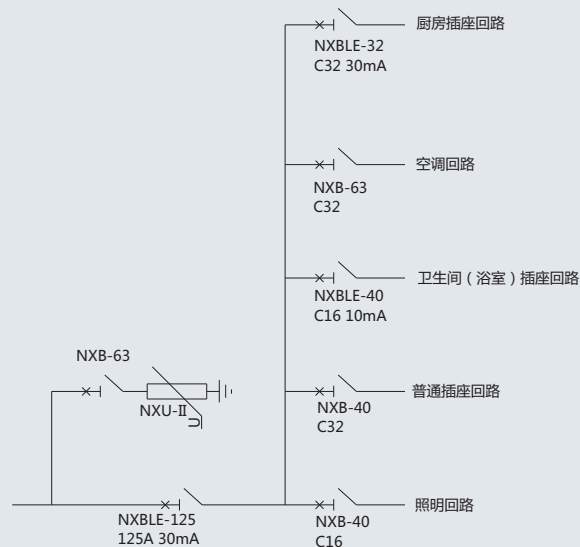 厨房插座回路
NXBLE-32
C32 30mA
空调回路
NXB-63
C32
卫生间（浴室）插座回路
NXBLE-40
C16 10mA
NXB-63
NXU-Ⅱ
U
普通插座回路
NXB-40
C32
照明回路
NXBLE-125
125A 30mA
NXB-40
C16